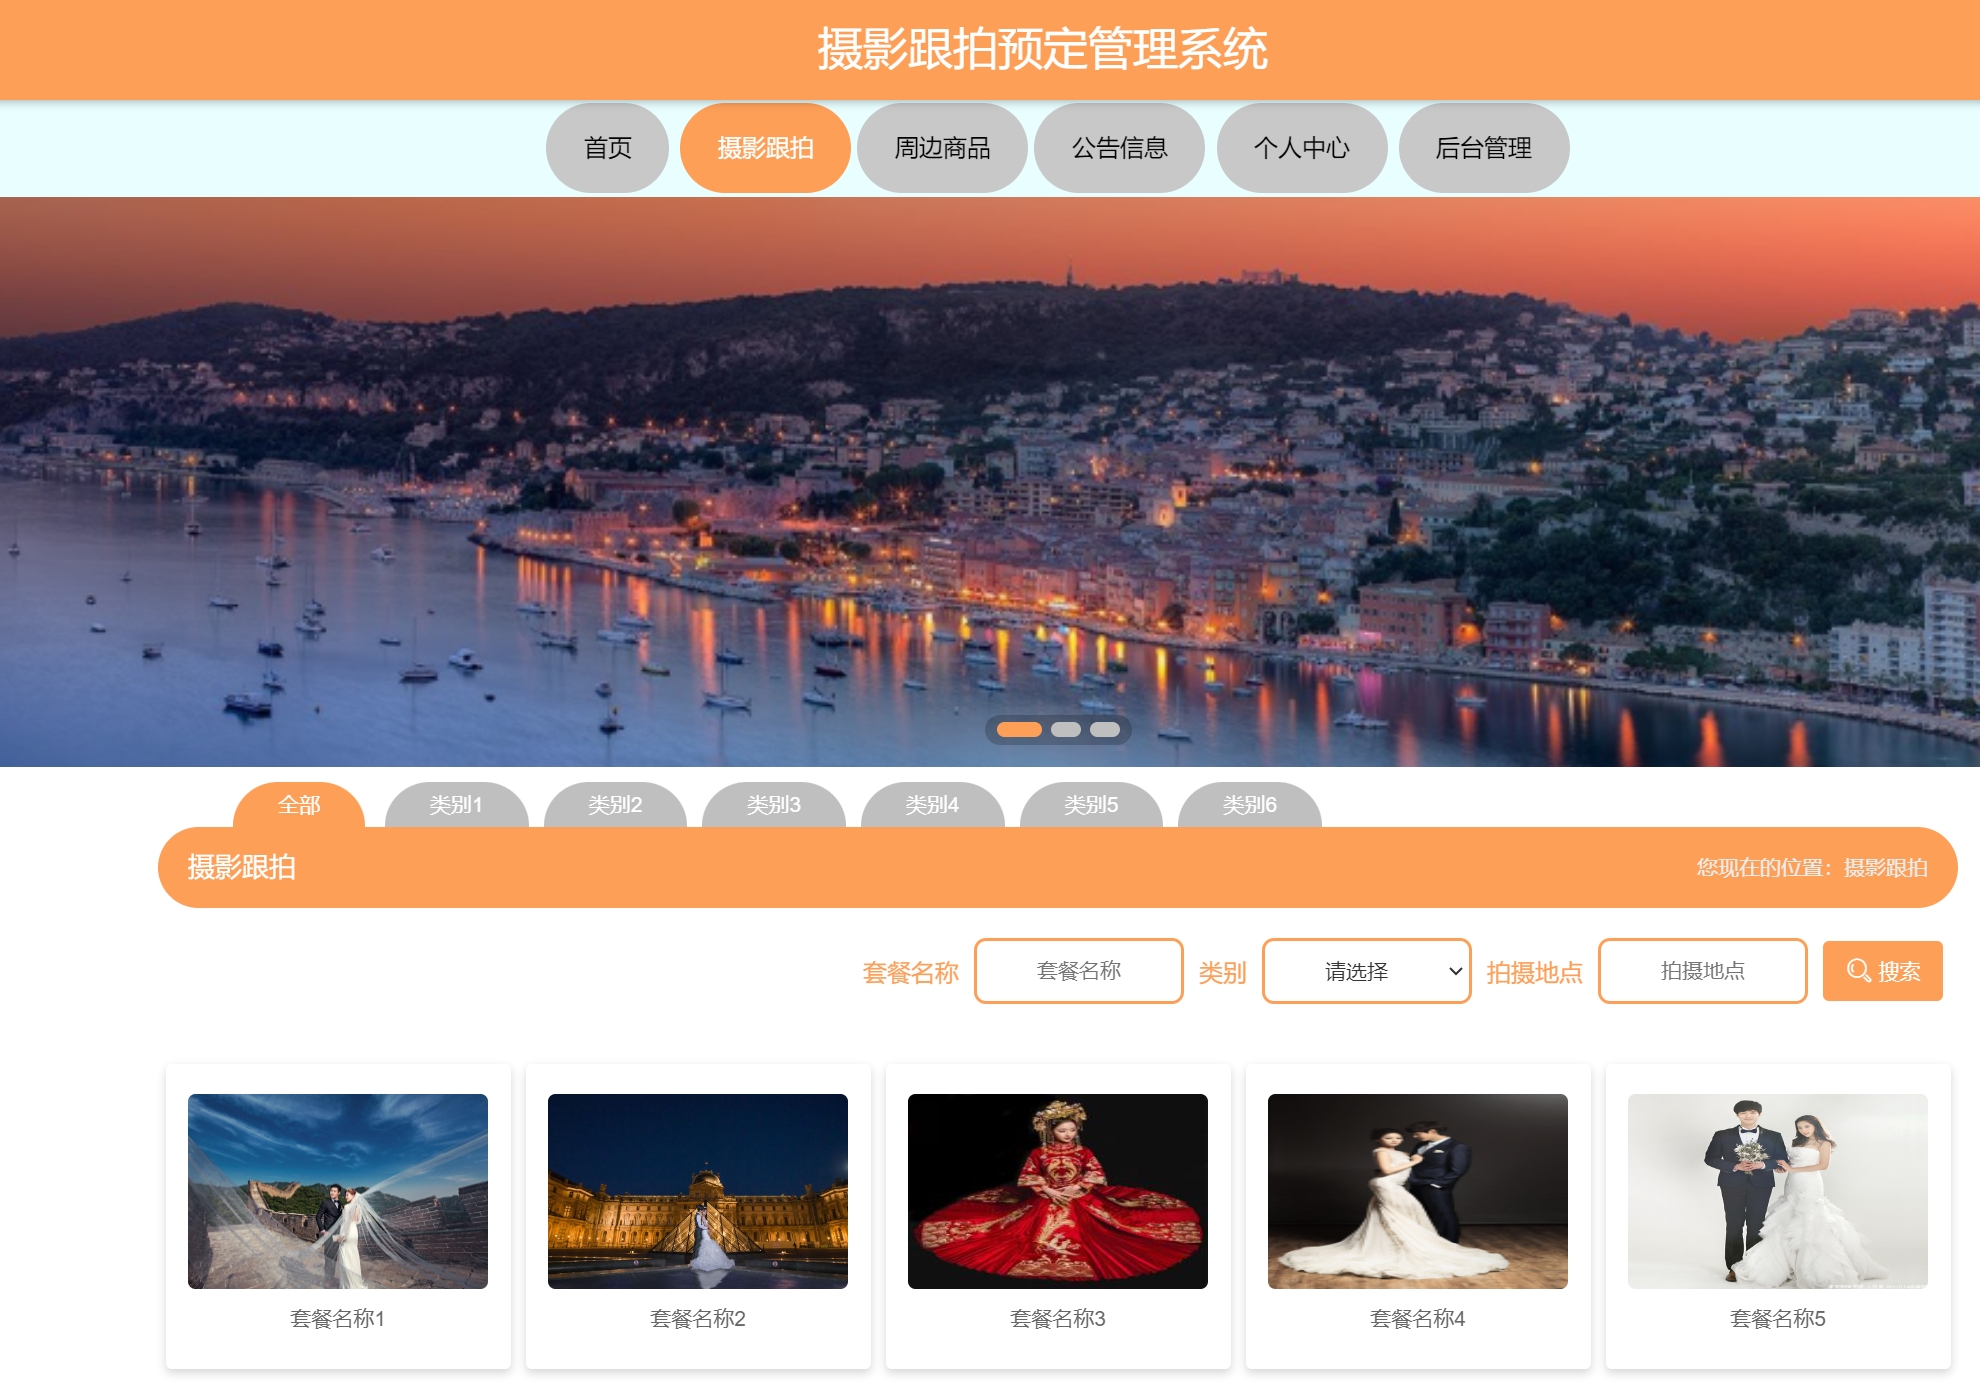 摄影跟拍预定管理系统
首页 摄影跟拍 周边商品 公告信息 个人中心 后台管理
全部 类别1 类别2 类别3 类别4 类别5 类别6
摄影跟拍 您现在的位置：摄影跟拍
套餐名称 套餐名称 类别 请选择 拍摄地点 拍摄地点 搜索
套餐名称1 套餐名称2 套餐名称3 套餐名称4 套餐名称5